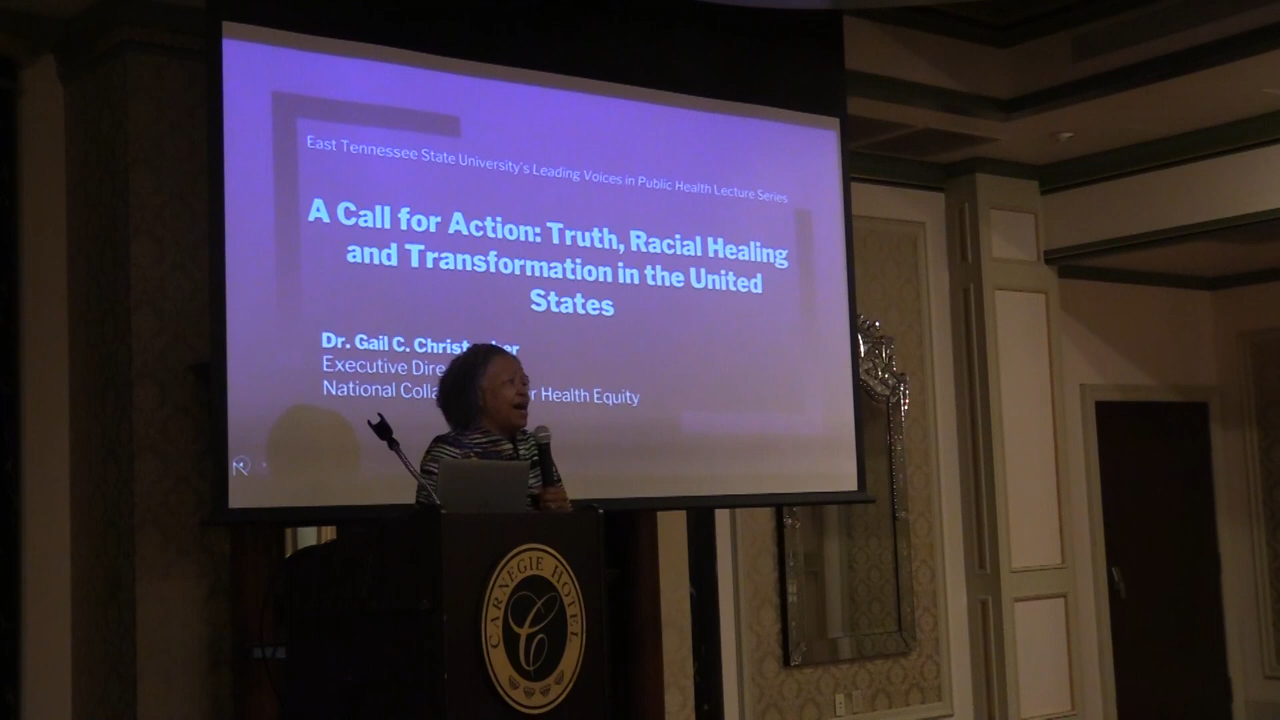 East Tennessee State University's Leading Voices in Public Health Lecture Series
A Call for Action: Truth, Racial Healing
and Transformation in the United
States
Dr. Gail C.
Executive
National for Health Equity
CARNEGIE HOTEL
C